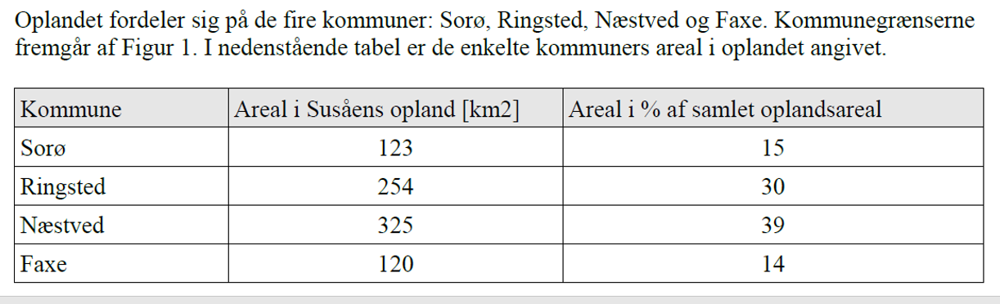 Oplandet fordeler sig på de fire kommuner: Sorø, Ringsted, Næstved og Faxe. Kommunegrænserne
fremgår af Figur 1. I nedenstående tabel er de enkelte kommuners areal i oplandet angivet.
Kommune Areal i Susåens opland [km2] Areal i % af samlet oplandsareal
Sorø 123 15
Ringsted 254 30
Næstved 325 39
Faxe 120 14